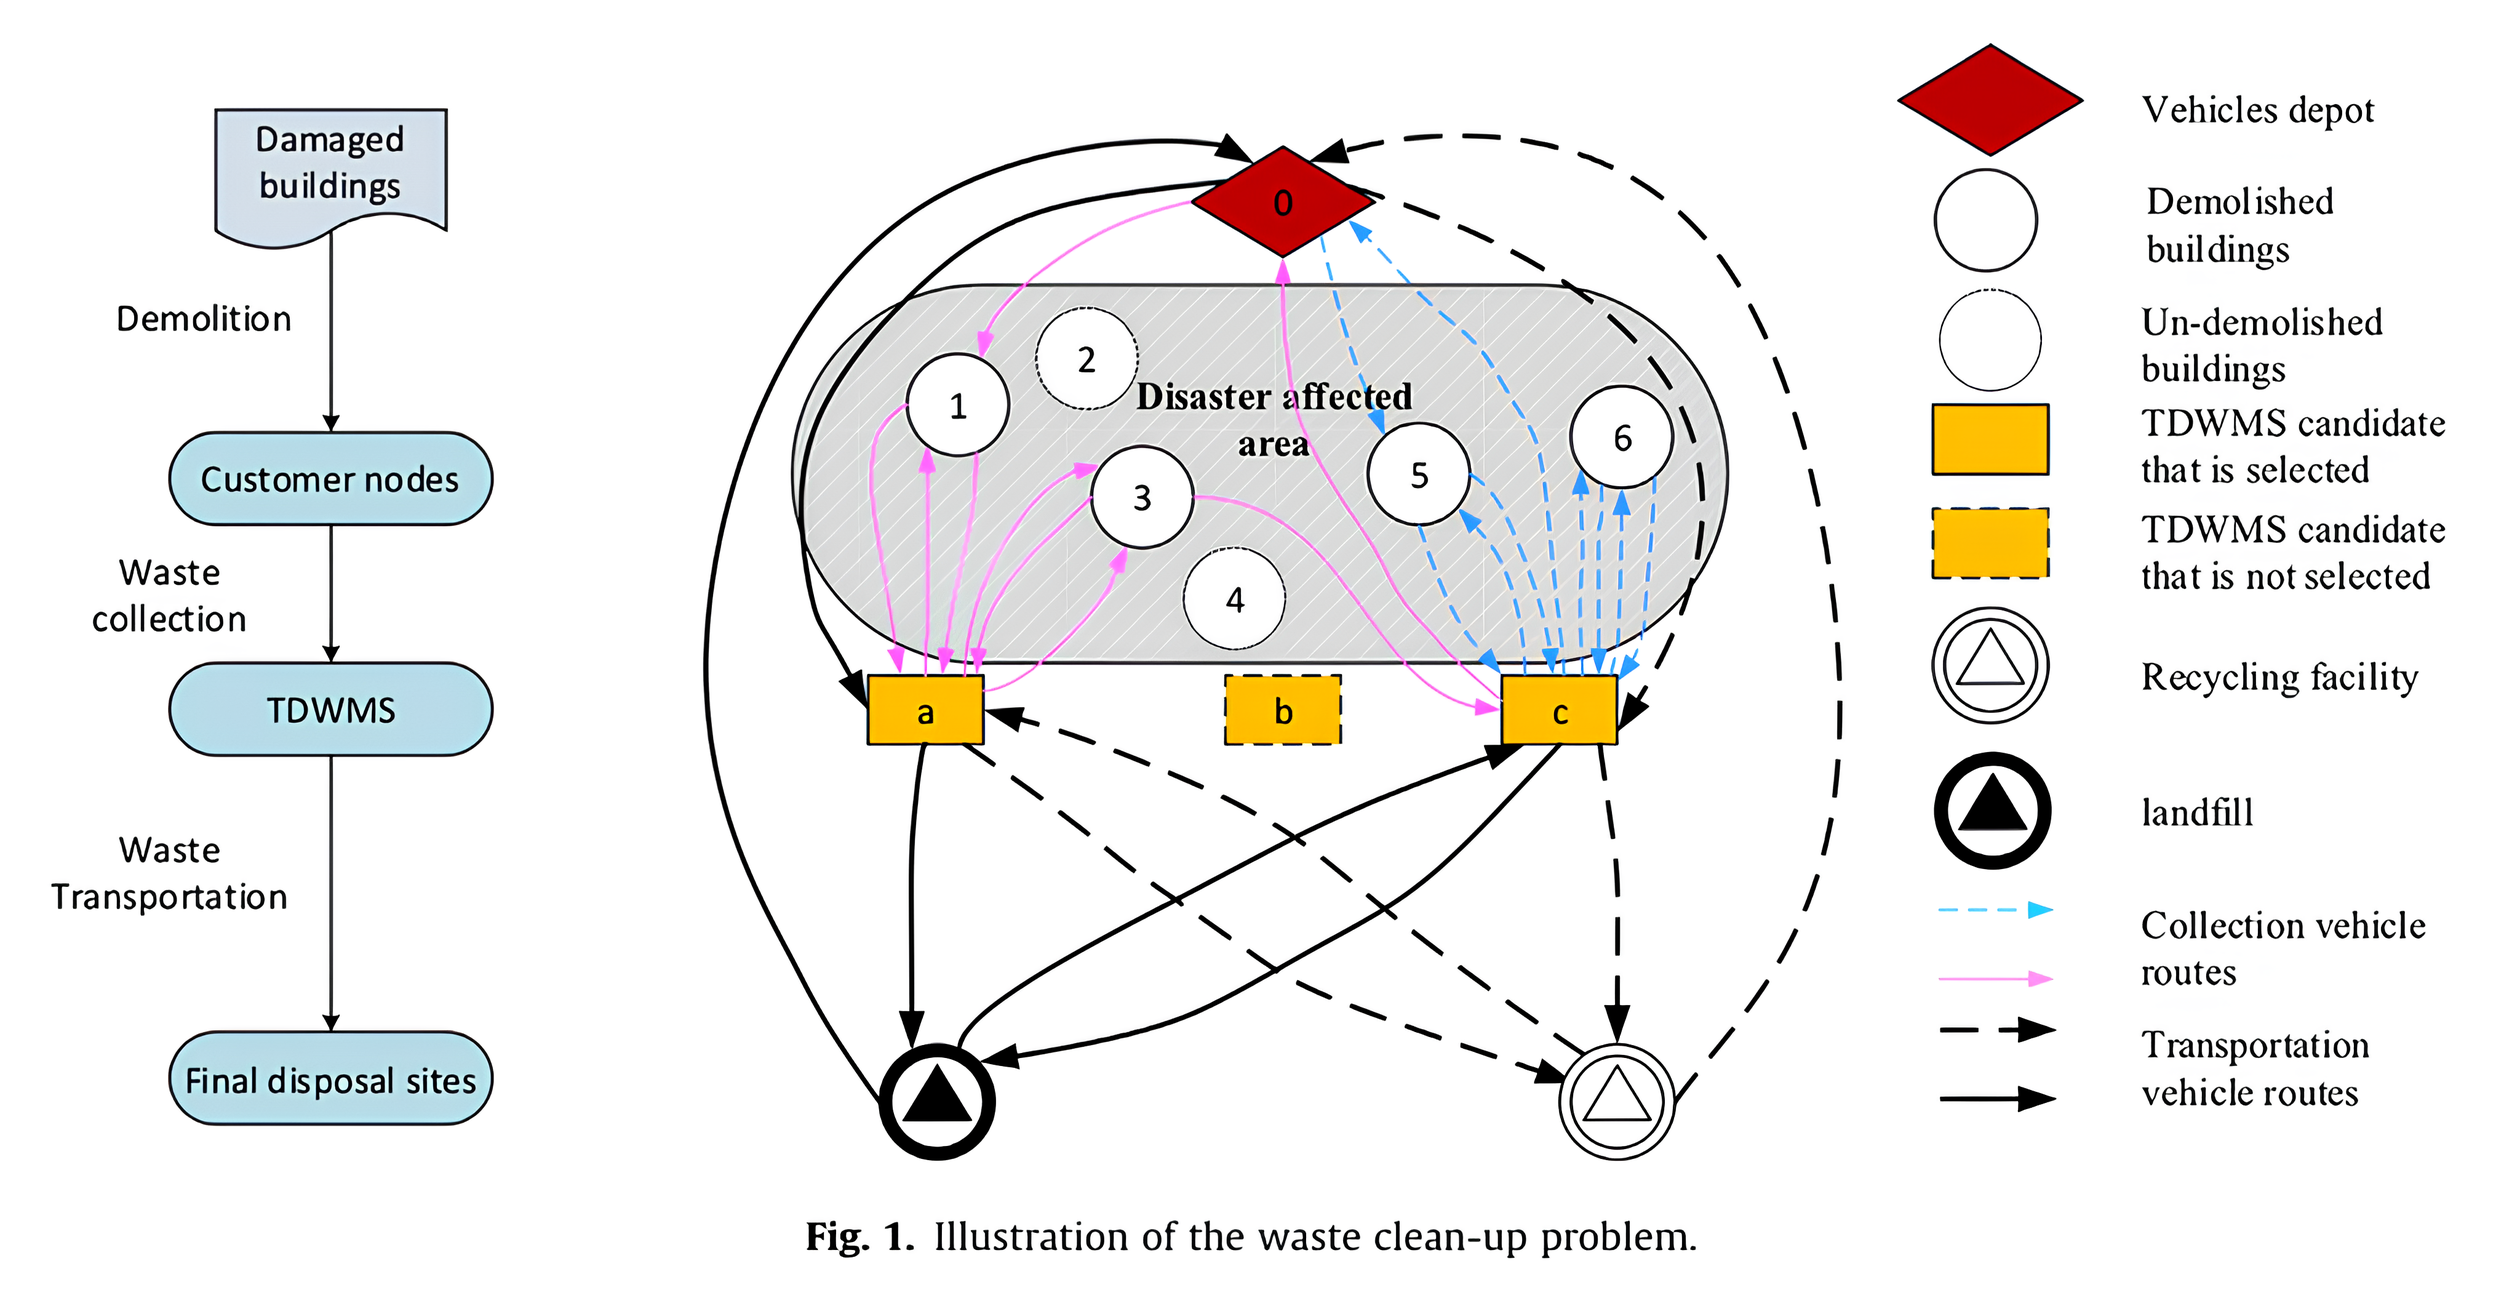 Damaged
buildings
Demolition
Customer nodes
Waste
collection
TDWMS
Waste
Transportation
Final disposal sites
0
1
2
Disaster affected
area
3
4
5
6
a
b
c
Vehicles depot
Demolished
buildings
Un-demolished
buildings
TDWMS candidate
that is selected
TDWMS candidate
that is not selected
Recycling facility
landfill
Collection vehicle
routes
Transportation
vehicle routes
Fig. 1. Illustration of the waste clean-up problem.